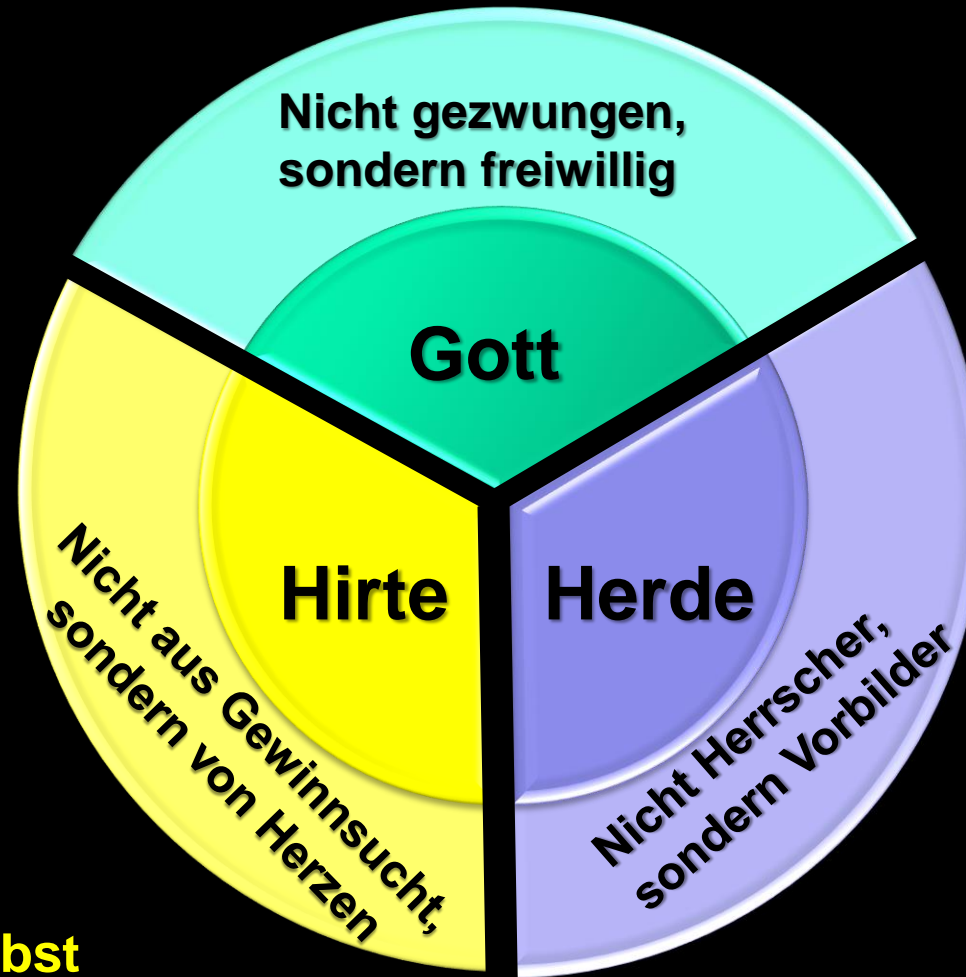 Nicht gezwungen,
sondern freiwillig
Gott
Hirte
Herde
Nicht aus Gewinnsucht,
sondern von Herzen
Nicht Herrscher,
sondern Vorbilder
bst